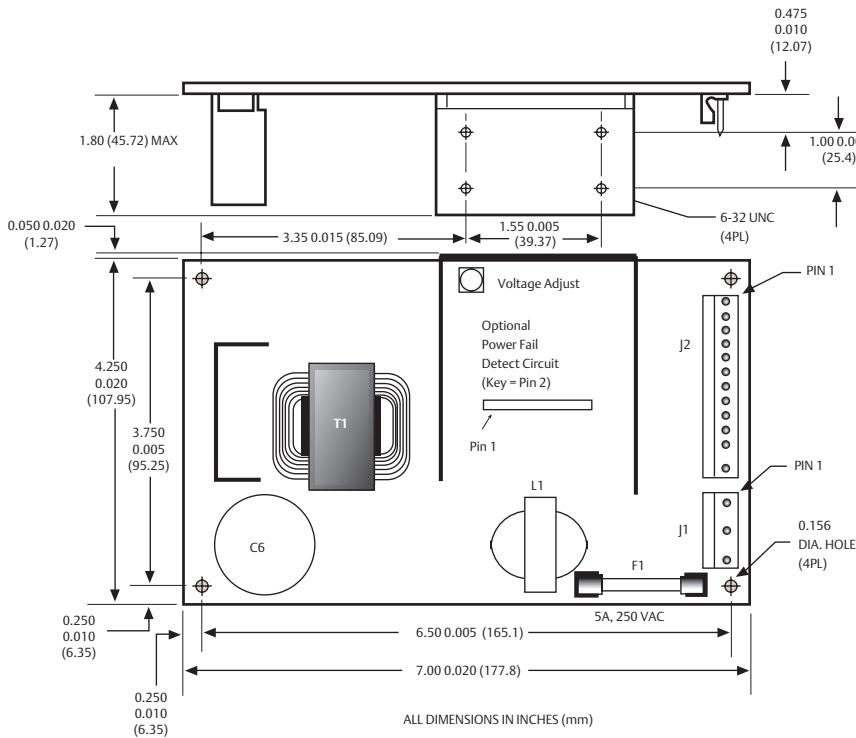 0.475
0.010
(12.07)
1.80 (45.72) MAX
1.00 0.0
(25.4)
0.050 0.020
(1.27)
3.35 0.015 (85.09)
1.55 0.005
(39.37)
6-32 UNC
(4PL)
PIN 1
Voltage Adjust
Optional
Power Fail
Detect Circuit
(Key = Pin 2)
Pin 1
J2
4.250
0.020
(107.95)
3.750
0.005
(95.25)
T1
PIN 1
L1
J1
0.156
DIA. HOLE
(4PL)
C6
F1
5A, 250 VAC
0.250
0.010
(6.35)
6.50 0.005 (165.1)
7.00 0.020 (177.8)
0.250
0.010
(6.35)
ALL DIMENSIONS IN INCHES (mm)